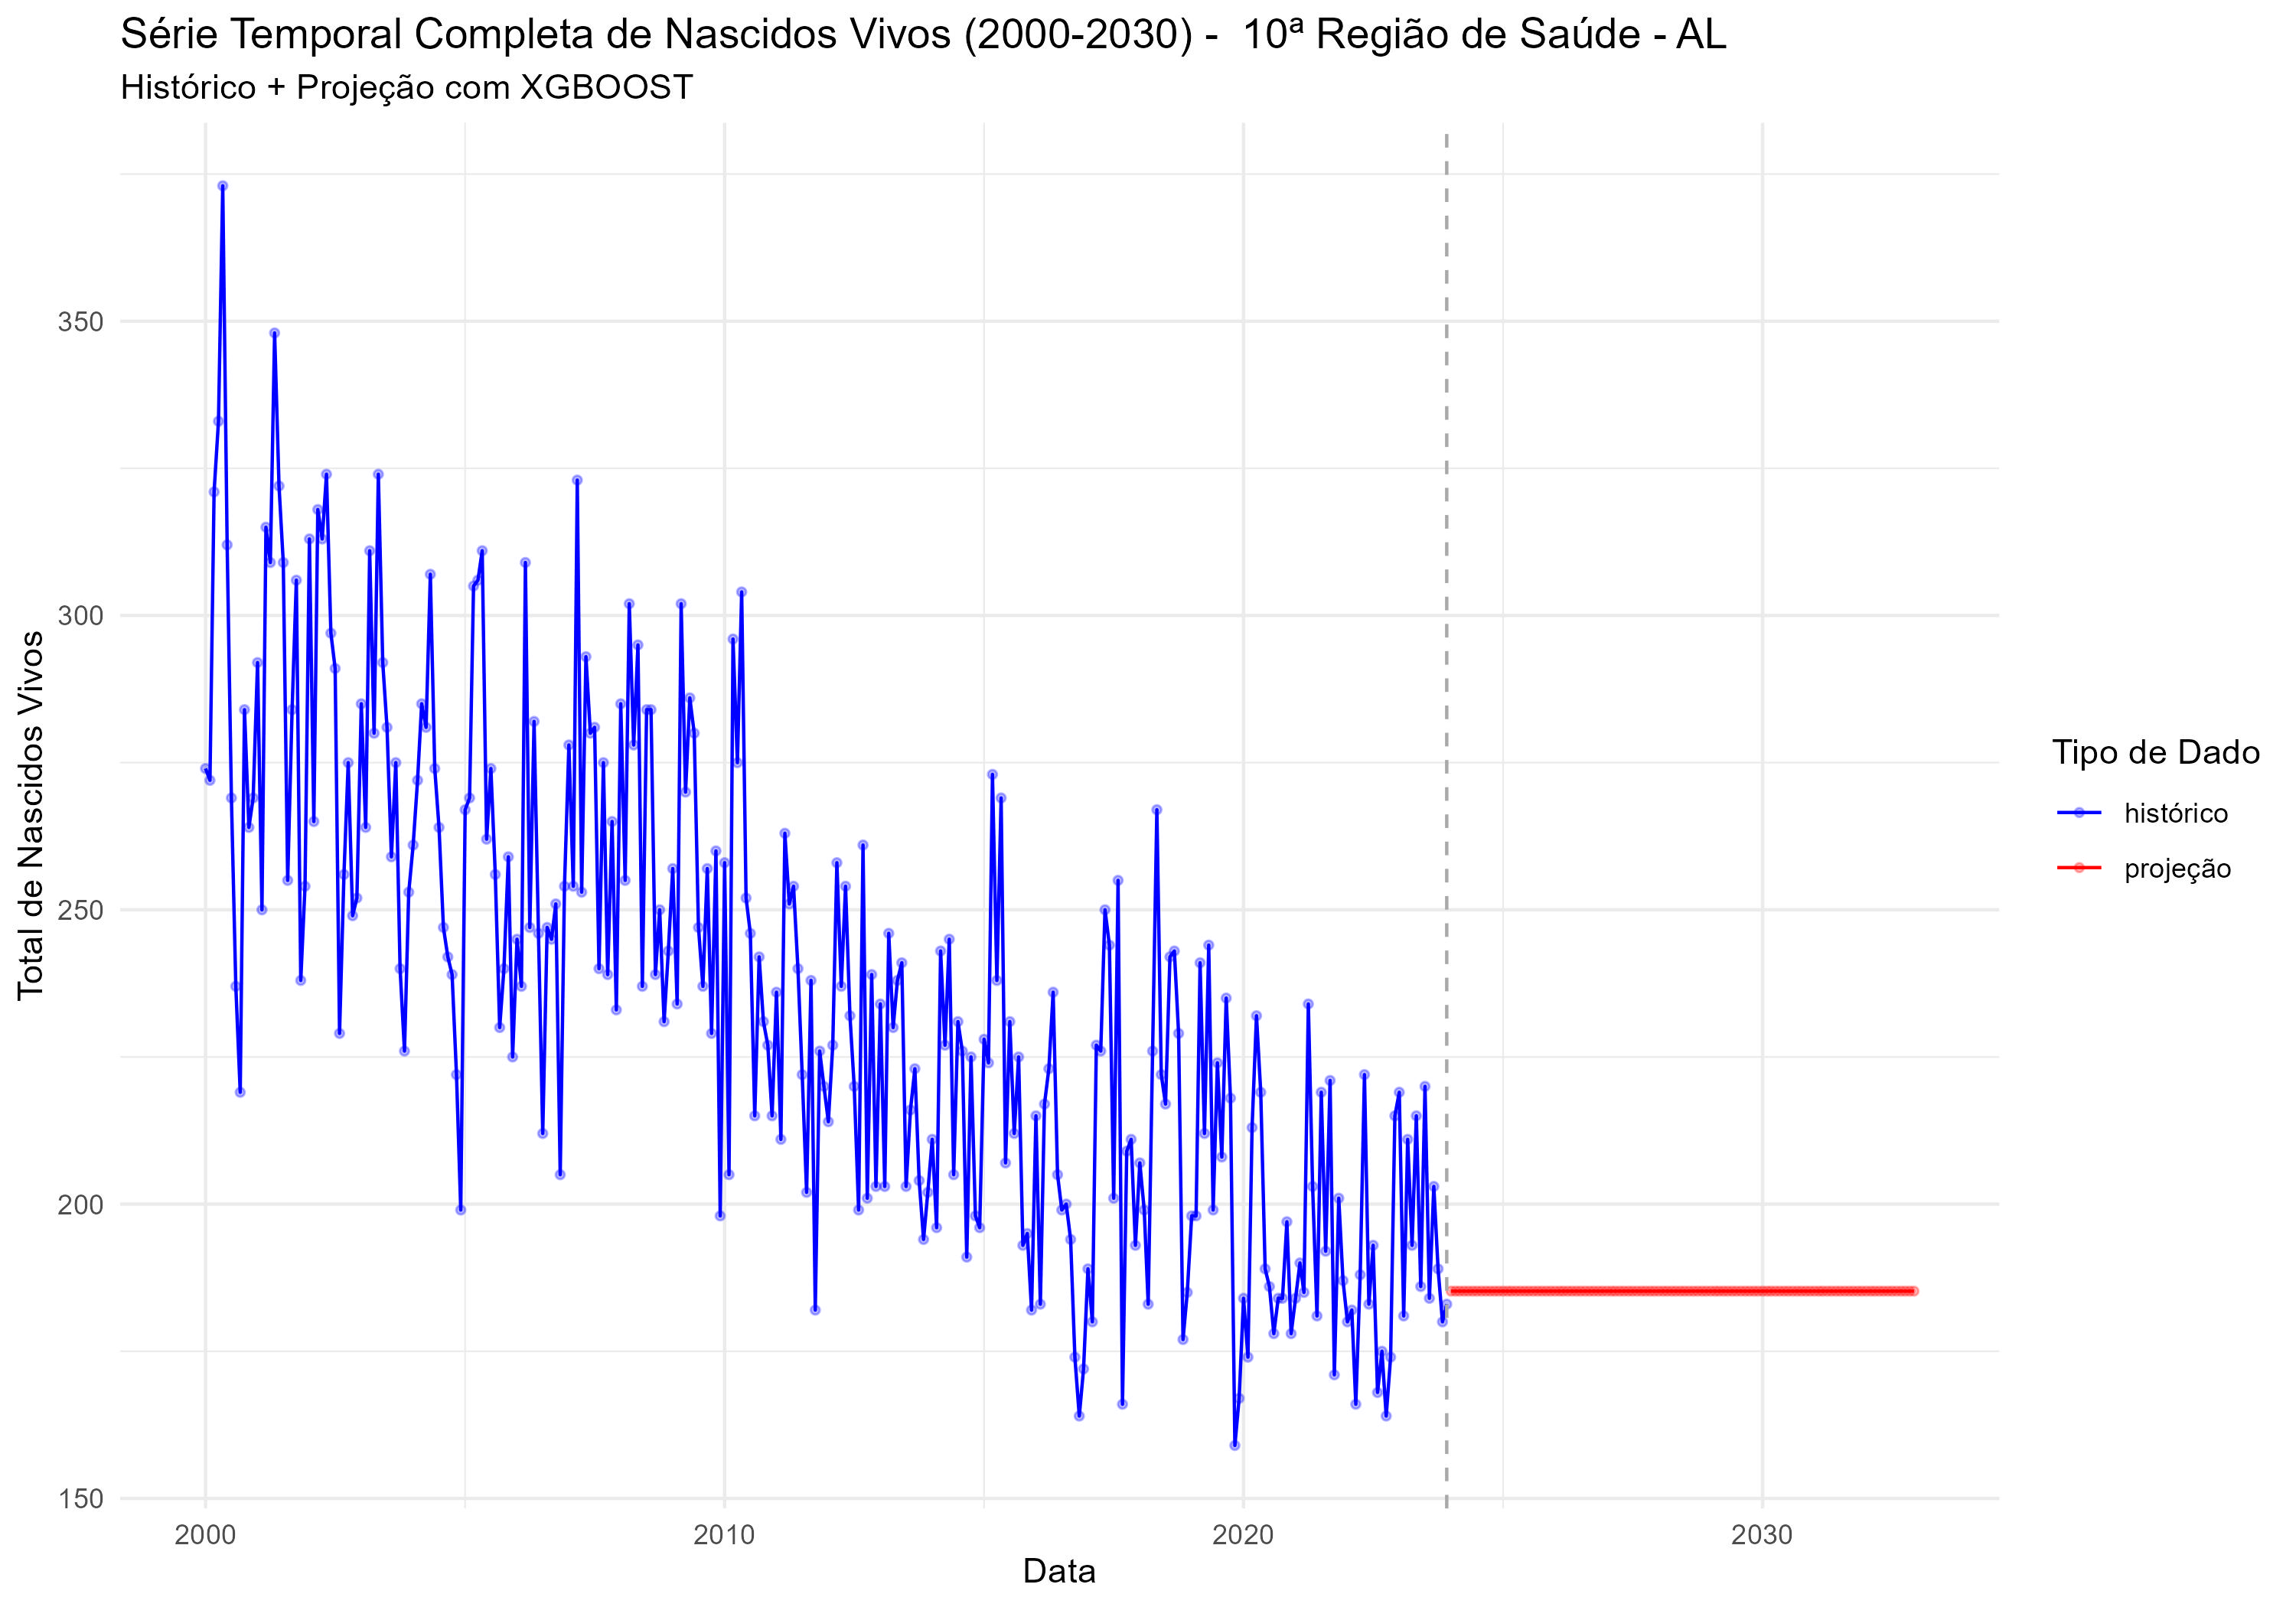 Série Temporal Completa de Nascidos Vivos (2000-2030) -  10ª Região de Saúde - AL
Histórico + Projeção com XGBOOST
Total de Nascidos Vivos
350
300
250
200
150
2000
2010
2020
2030
Data
Tipo de Dado
histórico
projeção